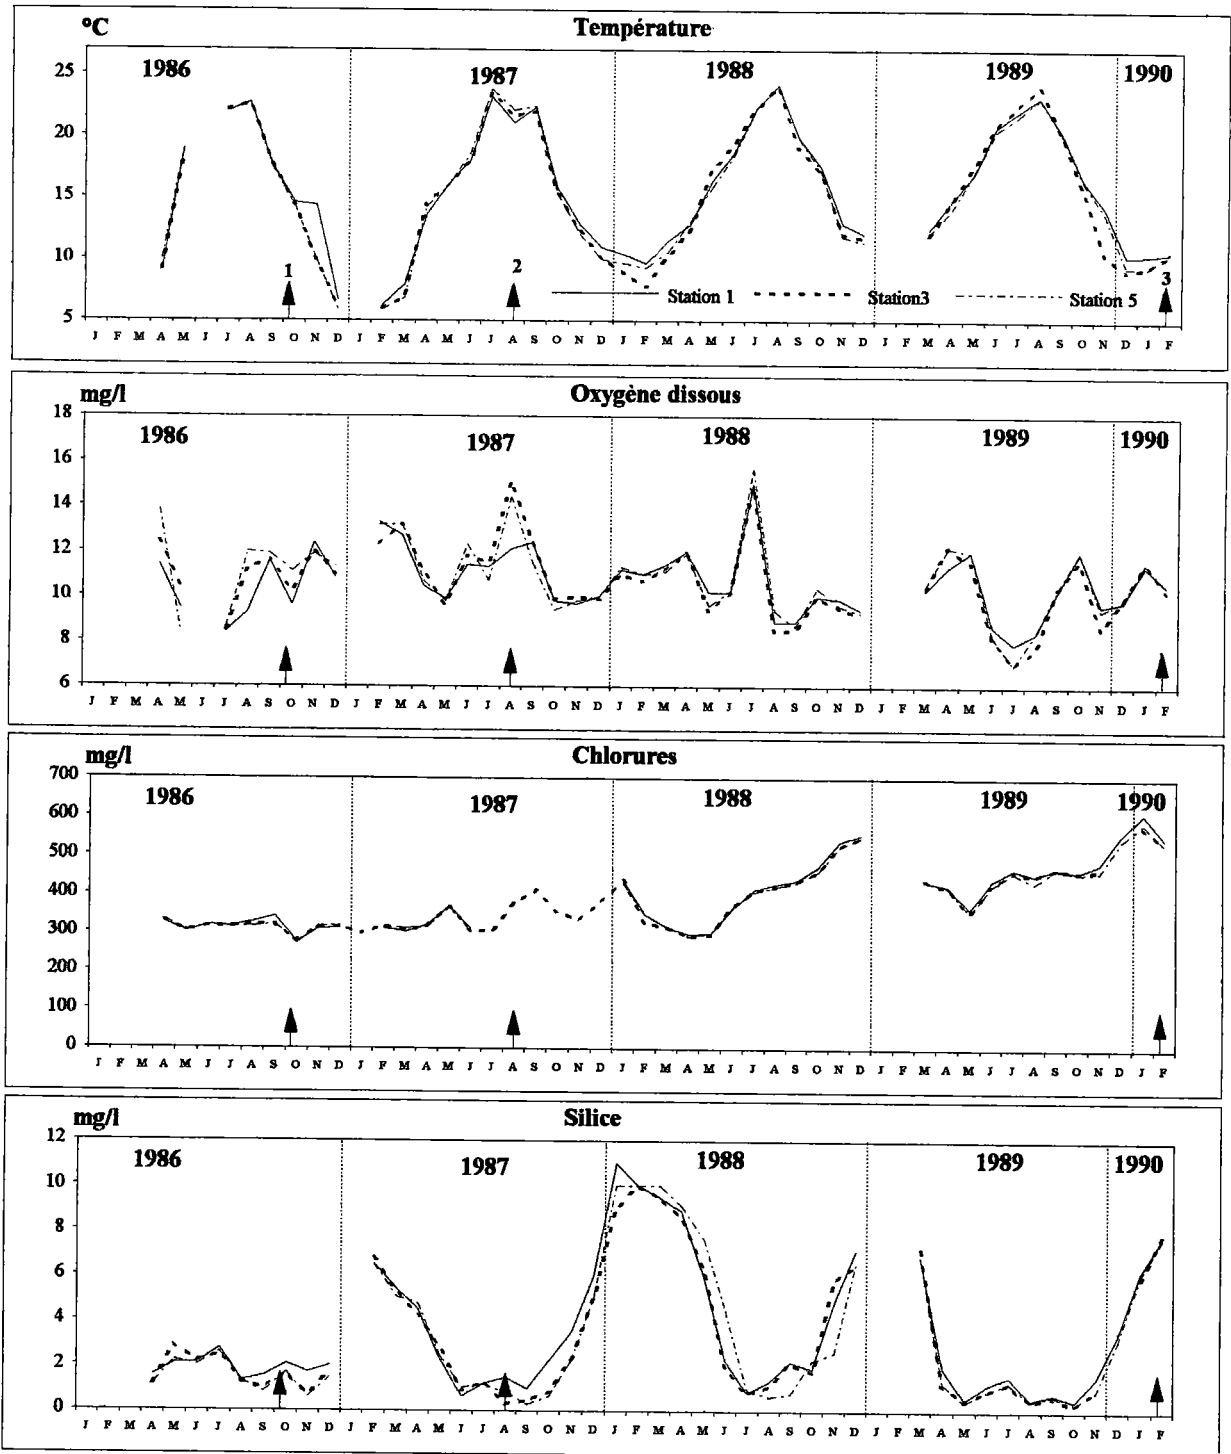 °C Température
25
20
15
10
5
1986 1987 1988 1989 1990
1 2 3
Station 1 Station3 Station 5
J F M A M J J A S O N D J F M A M J J A S O N D J F M A M J J A S O N D J F M A M J J A S O N D J F
mg/l Oxygène dissous
18
16
14
12
10
8
6
1986 1987 1988 1989 1990
J F M A M J J A S O N D J F M A M J J A S O N D J F M A M J J A S O N D J F M A M J J A S O N D J F
mg/l Chlorures
700
600
500
400
300
200
100
0
1986 1987 1988 1989 1990
J F M A M J J A S O N D J F M A M J J A S O N D J F M A M J J A S O N D J F M A M J J A S O N D J F
mg/l Silice
12
10
8
6
4
2
0
1986 1987 1988 1989 1990
J F M A M J J A S O N D J F M A M J J A S O N D J F M A M J J A S O N D J F M A M J J A S O N D J F